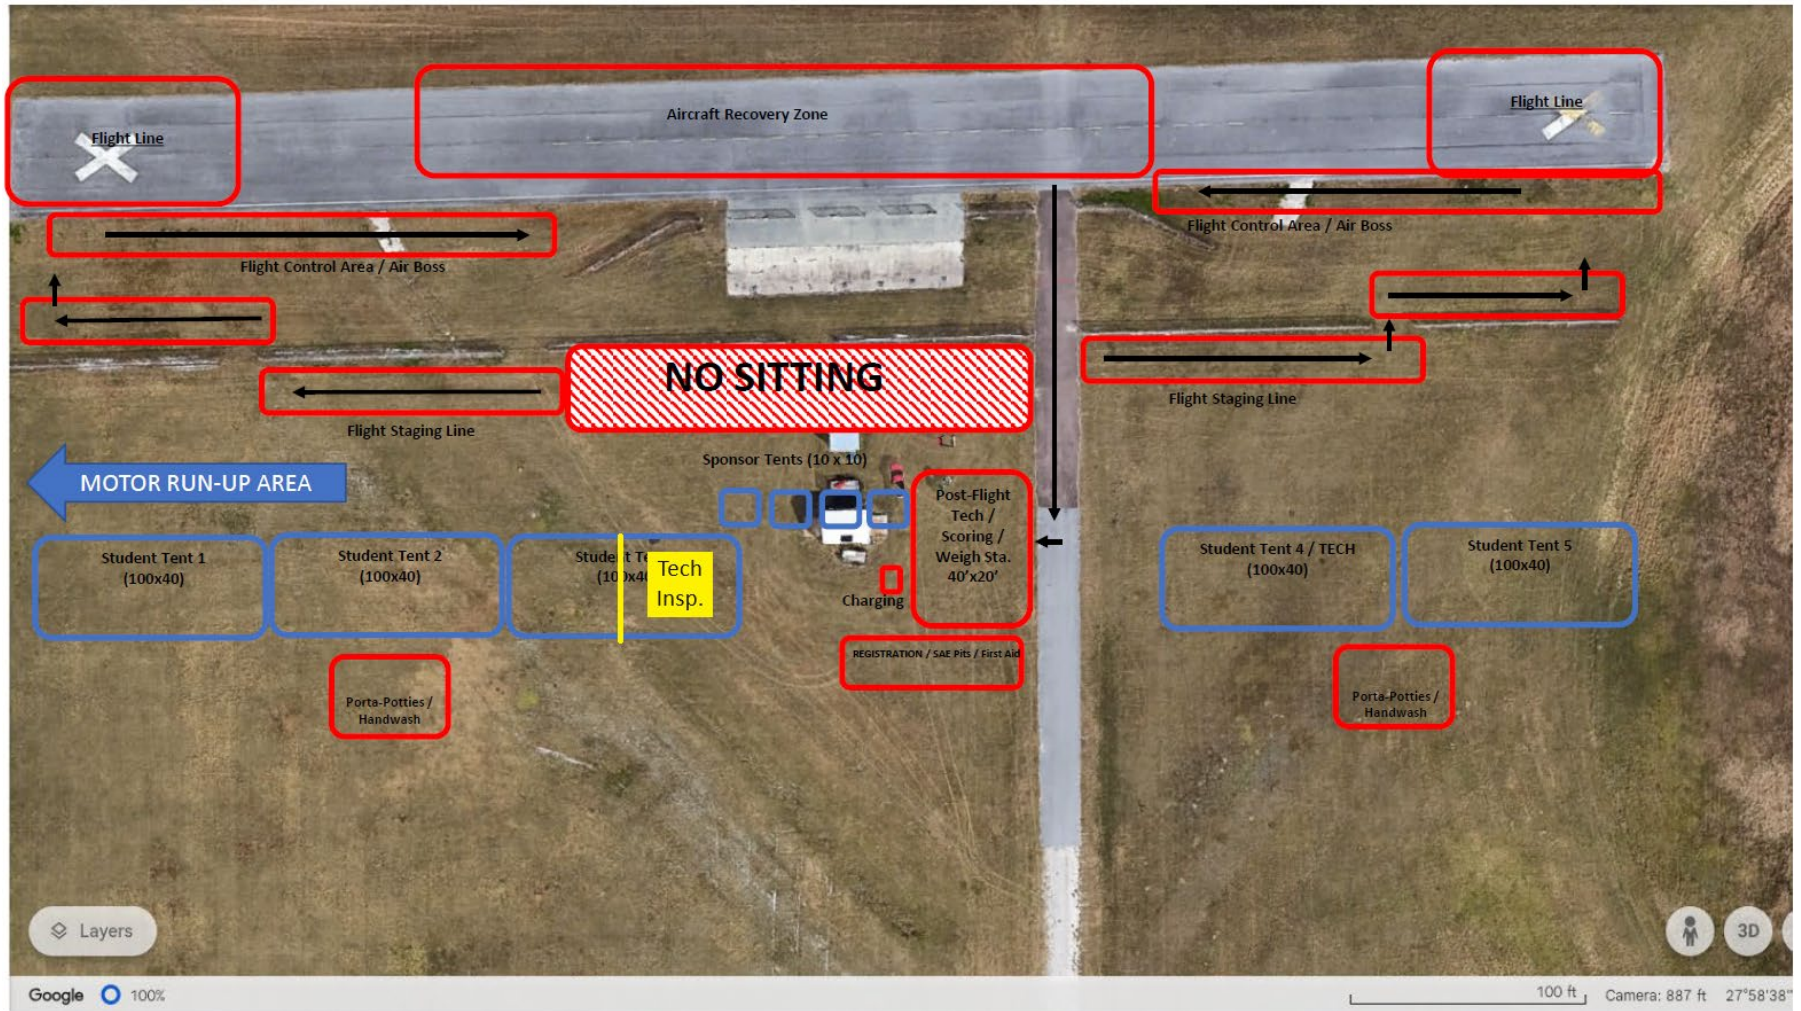 Flight Line
Aircraft Recovery Zone
Flight Line
Flight Control Area / Air Boss
Flight Control Area / Air Boss
NO SITTING
Flight Staging Line
Flight Staging Line
MOTOR RUN-UP AREA
Sponsor Tents (10 x 10)
Post-Flight
Tech /
Scoring /
Weigh Sta.
40'x20'
Student Tent 1
(100x40)
Student Tent 2
(100x40)
Tech
Insp.
Charging
Student Tent 4 / TECH
(100x40)
Student Tent 5
(100x40)
REGISTRATION / SAE Pits / First Aid
Porta-Potties /
Handwash
Porta-Potties /
Handwash
Layers
3D
Google
100%
100 ft
Camera: 887 ft
27°58'38"